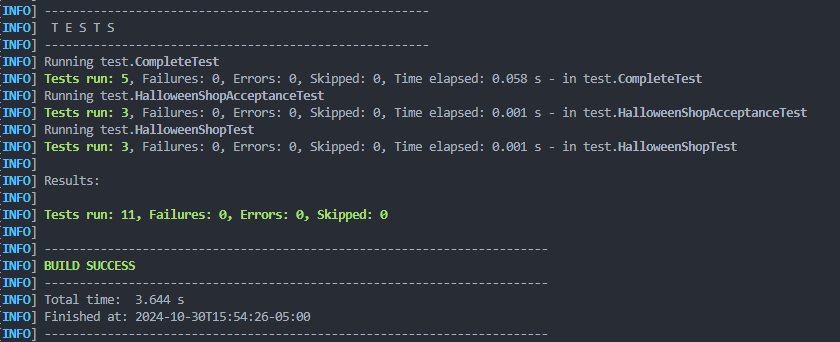 [INFO] -------------------------------------------------------
[INFO]  T E S T S
[INFO] -------------------------------------------------------
[INFO] Running test.CompleteTest
[INFO] Tests run: 5, Failures: 0, Errors: 0, Skipped: 0, Time elapsed: 0.058 s - in test.CompleteTest
[INFO] Running test.HalloweenShopAcceptanceTest
[INFO] Tests run: 3, Failures: 0, Errors: 0, Skipped: 0, Time elapsed: 0.001 s - in test.HalloweenShopAcceptanceTest
[INFO] Running test.HalloweenShopTest
[INFO] Tests run: 3, Failures: 0, Errors: 0, Skipped: 0, Time elapsed: 0.001 s - in test.HalloweenShopTest
[INFO]
[INFO] Results:
[INFO]
[INFO] Tests run: 11, Failures: 0, Errors: 0, Skipped: 0
[INFO]
[INFO] ------------------------------------------------------------------------
[INFO] BUILD SUCCESS
[INFO] ------------------------------------------------------------------------
[INFO] Total time:  3.644 s
[INFO] Finished at: 2024-10-30T15:54:26-05:00
[INFO] ------------------------------------------------------------------------